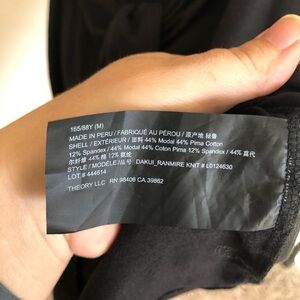 165/88Y (M)
MADE IN PERU / FABRIQUÉ AU PÉROU / 原产地 秘鲁
SHELL / EXTÉRIEUR / 面料 44% Modal 44% Cotton Pima
12% Spandex / 44% Modal 44% Coton Pima 12% Spandex / 44% 莫代
尔纤维 44% 棉 12% 氨纶
STYLE / MODÈLE / 品号 DAKUI_RANMIRE KNIT # L0124630
LOT # 444614
THEORY LLC RN 98406 CA 39862